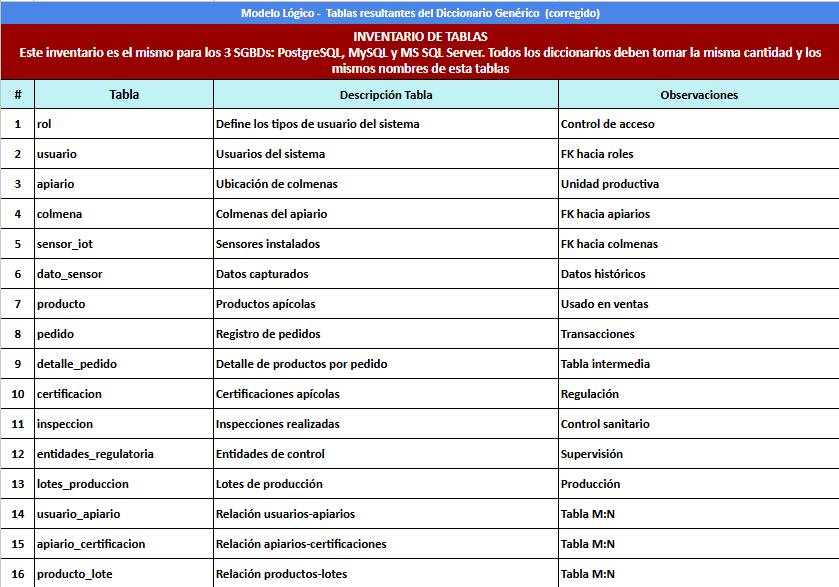 Modelo Lógico - Tablas resultantes del Diccionario Genérico (corregido)
INVENTARIO DE TABLAS
Este inventario es el mismo para los 3 SGBDs: PostgreSQL, MySQL y MS SQL Server. Todos los diccionarios deben tomar la misma cantidad y los
mismos nombres de esta tablas
# Tabla Descripción Tabla Observaciones
1 rol Define los tipos de usuario del sistema Control de acceso
2 usuario Usuarios del sistema FK hacia roles
3 apiario Ubicación de colmenas Unidad productiva
4 colmena Colmenas del apiario FK hacia apiarios
5 sensor_iot Sensores instalados FK hacia colmenas
6 dato_sensor Datos capturados Datos históricos
7 producto Productos apícolas Usado en ventas
8 pedido Registro de pedidos Transacciones
9 detalle_pedido Detalle de productos por pedido Tabla intermedia
10 certificacion Certificaciones apícolas Regulación
11 inspeccion Inspecciones realizadas Control sanitario
12 entidades_regulatoria Entidades de control Supervisión
13 lotes_produccion Lotes de producción Producción
14 usuario_apiario Relación usuarios-apiarios Tabla M:N
15 apiario_certificacion Relación apiarios-certificaciones Tabla M:N
16 producto_lote Relación productos-lotes Tabla M:N